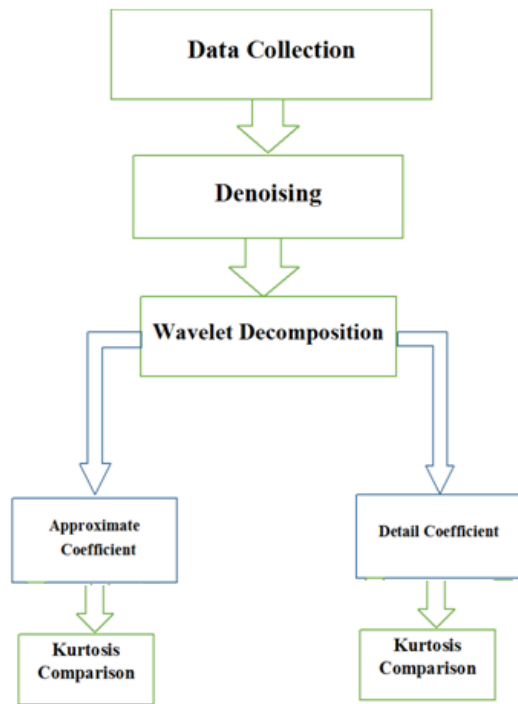 Data Collection
Denoising
Wavelet Decomposition
Approximate
Coefficient
Detail Coefficient
Kurtosis
Comparison
Kurtosis
Comparison